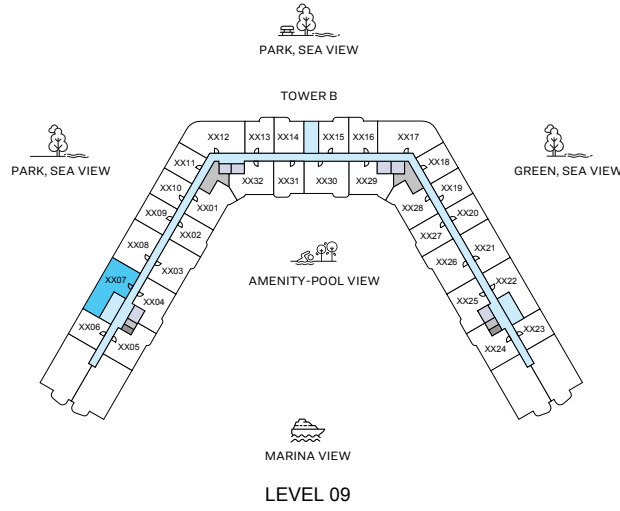 PARK, SEA VIEW
TOWER B
PARK, SEA VIEW
GREEN, SEA VIEW
XX12
XX13
XX14
XX15
XX16
XX17
XX11
XX32
XX31
XX30
XX29
XX18
XX10
XX01
XX28
XX19
XX09
XX02
XX27
XX20
XX08
XX03
XX26
XX21
XX07
XX04
XX25
XX22
XX06
XX05
XX24
XX23
AMENITY-POOL VIEW
MARINA VIEW
LEVEL 09